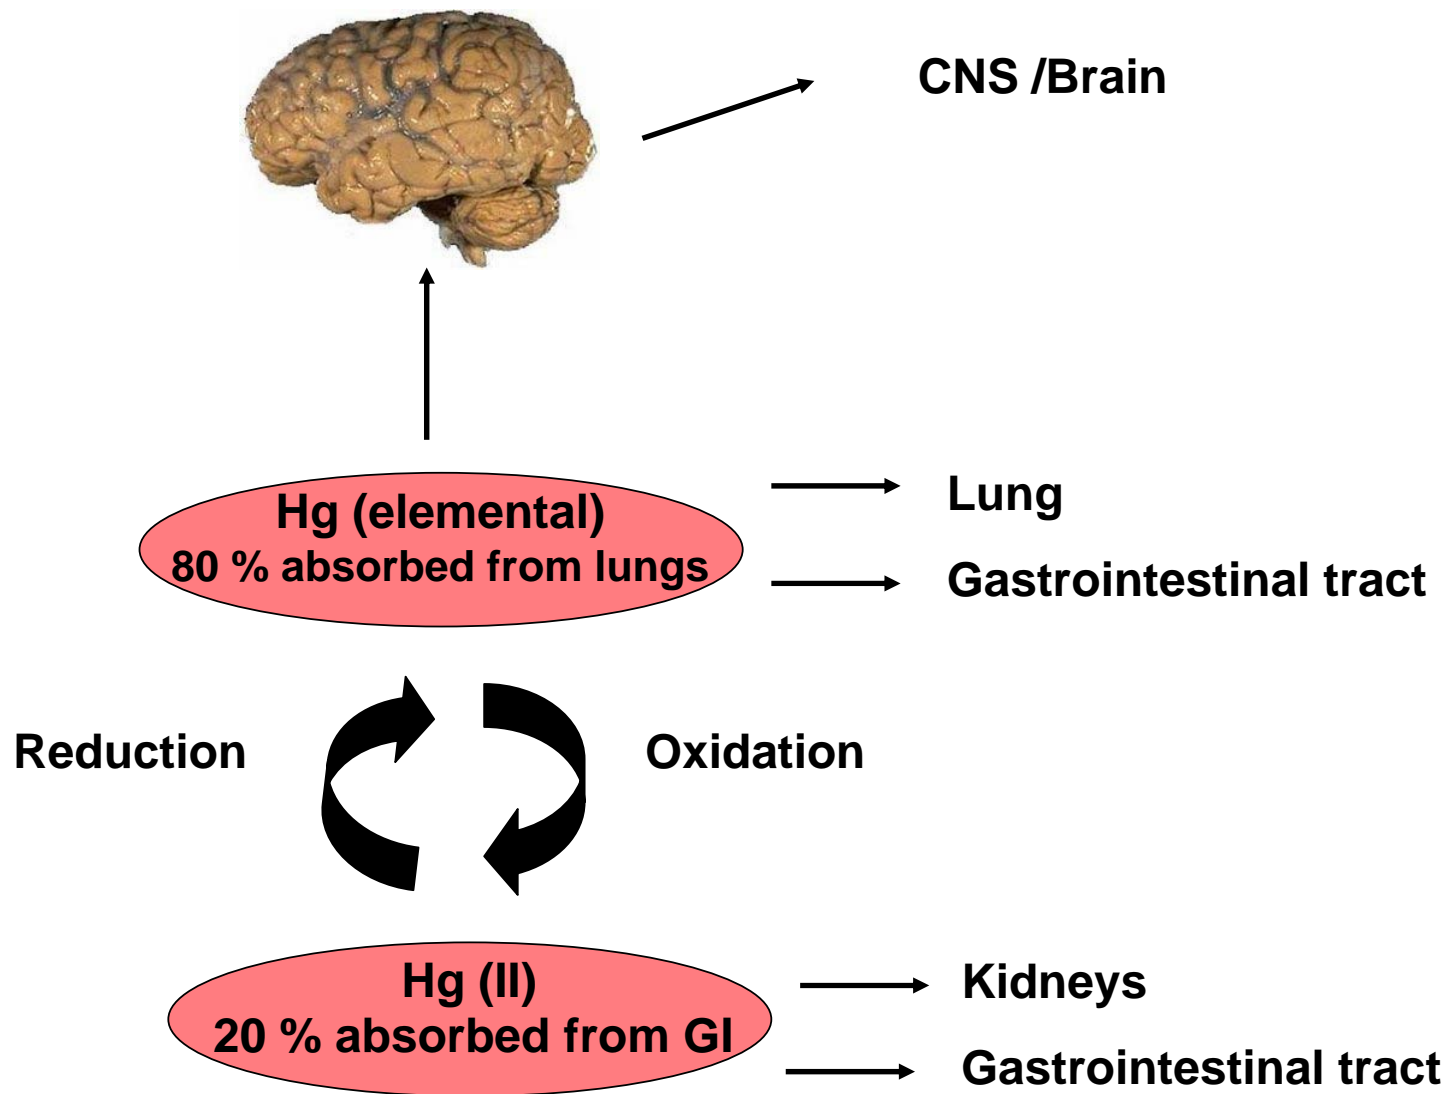 CNS /Brain
Hg (elemental)
80 % absorbed from lungs
Lung
Gastrointestinal tract
Reduction
Oxidation
Hg (II)
20 % absorbed from GI
Kidneys
Gastrointestinal tract